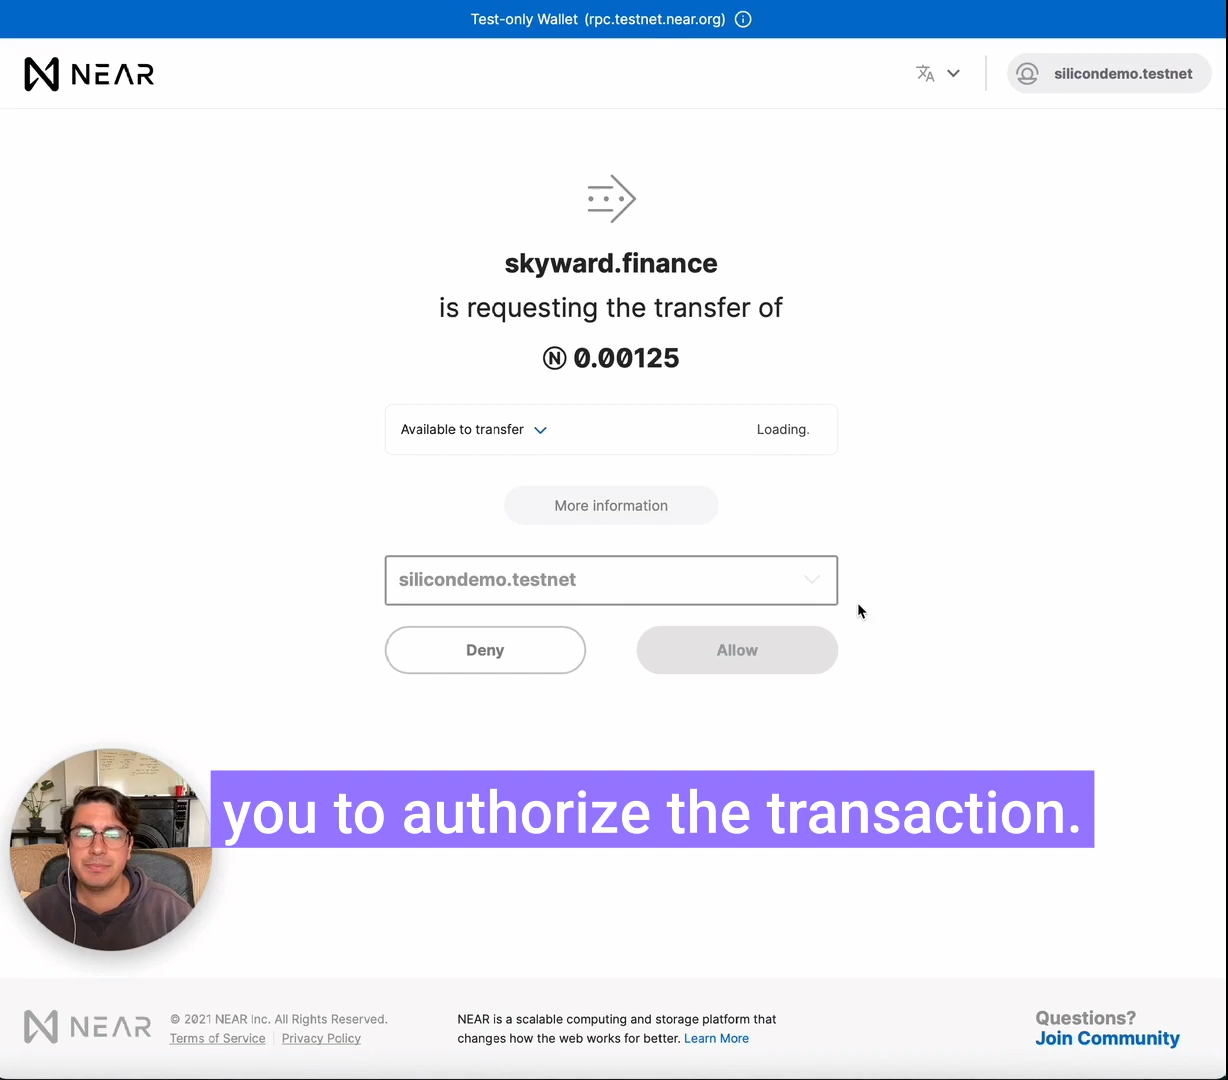 Test-only Wallet (rpc.testnet.near.org)
NEAR
silicondemo.testnet
skyward.finance
is requesting the transfer of
0.00125
Available to transfer
Loading.
More information
silicondemo.testnet
Deny
Allow
you to authorize the transaction.
NEAR
© 2021 NEAR Inc. All Rights Reserved.
Terms of Service
Privacy Policy
NEAR is a scalable computing and storage platform that
changes how the web works for better. Learn More
Questions?
Join Community